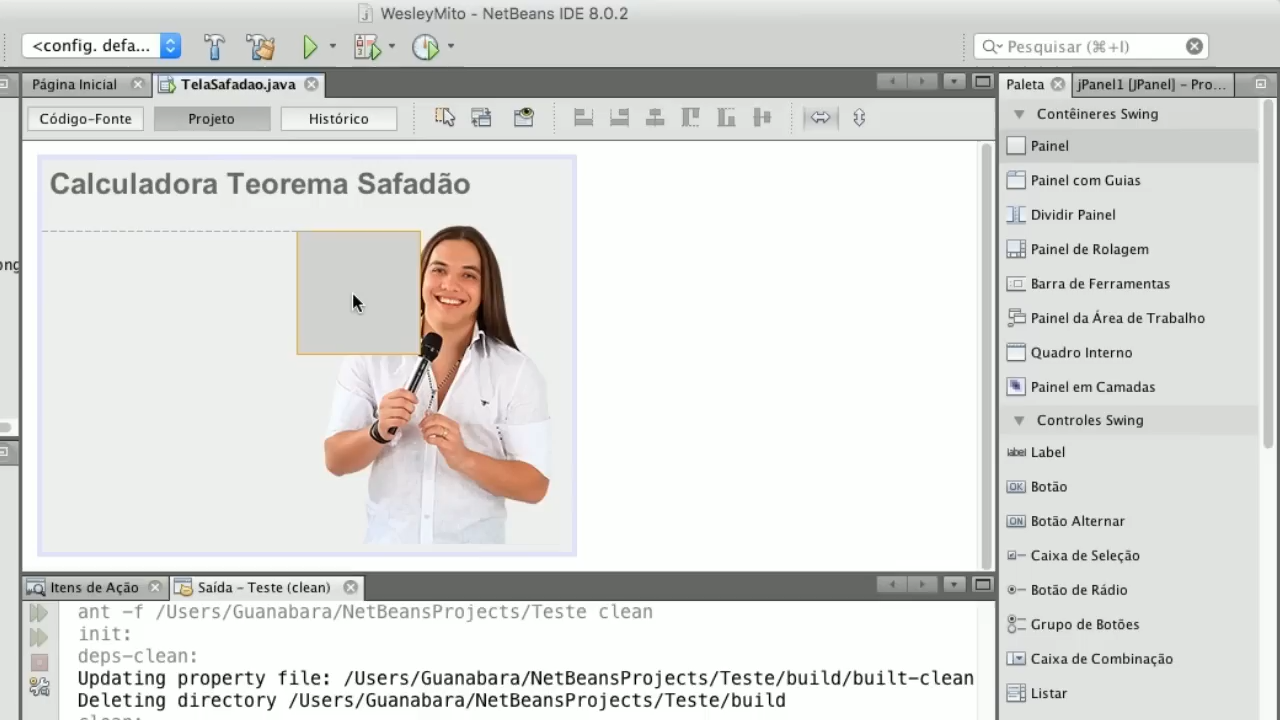 WesleyMito - NetBeans IDE 8.0.2
<config. defa...
Pesquisar (⌘+I)
Página Inicial
TelaSafadao.java
Paleta
jPanel1 [JPanel] – Pro...
Código-Fonte
Projeto
Histórico
Contêineres Swing
Painel
Painel com Guias
Dividir Painel
Painel de Rolagem
Barra de Ferramentas
Painel da Área de Trabalho
Quadro Interno
Painel em Camadas
Controles Swing
label Label
OK Botão
ON Botão Alternar
Caixa de Seleção
Botão de Rádio
Grupo de Botões
Caixa de Combinação
Listar
Calculadora Teorema Safadão
ong
Itens de Ação
Saída – Teste (clean)
ant -f /Users/Guanabara/NetBeansProjects/Teste clean
init:
deps-clean:
Updating property file: /Users/Guanabara/NetBeansProjects/Teste/build/built-clean
Deleting directory /Users/Guanabara/NetBeansProjects/Teste/build
clean: